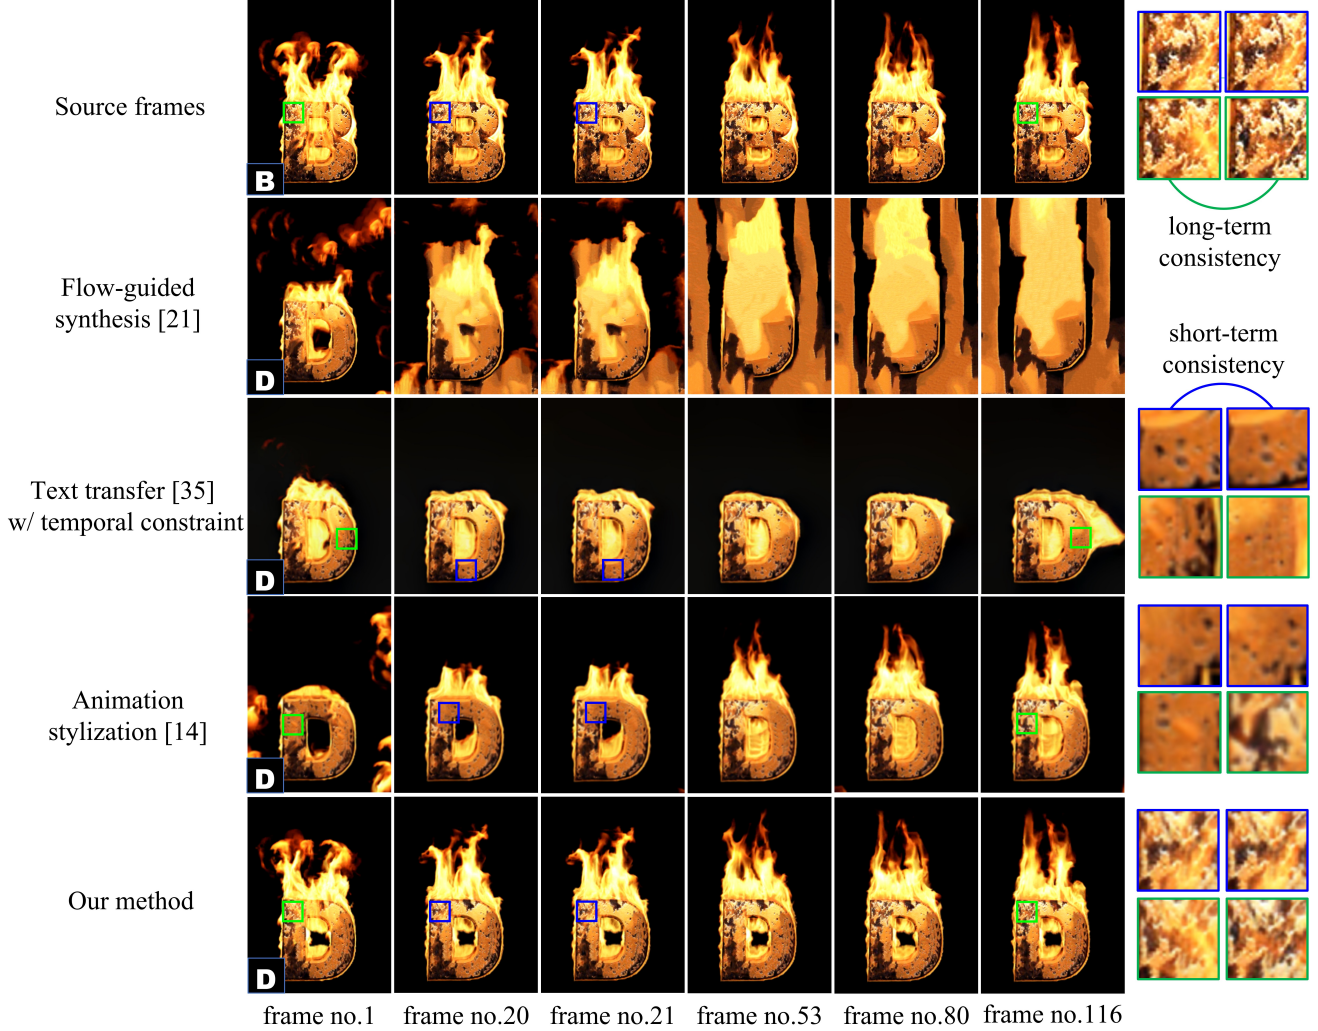 Source frames
B
long-term
consistency
Flow-guided
synthesis [21]
D
short-term
consistency
Text transfer [35]
w/ temporal constraint
D
Animation
stylization [14]
D
Our method
D
frame no.1 frame no.20 frame no.21 frame no.53 frame no.80 frame no.116